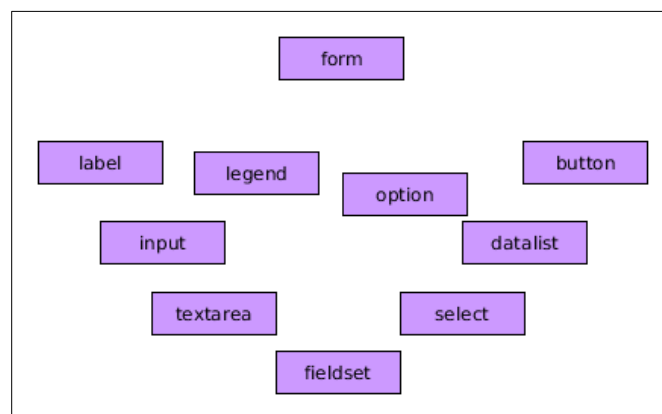 form
label
legend
option
button
input
datalist
textarea
select
fieldset